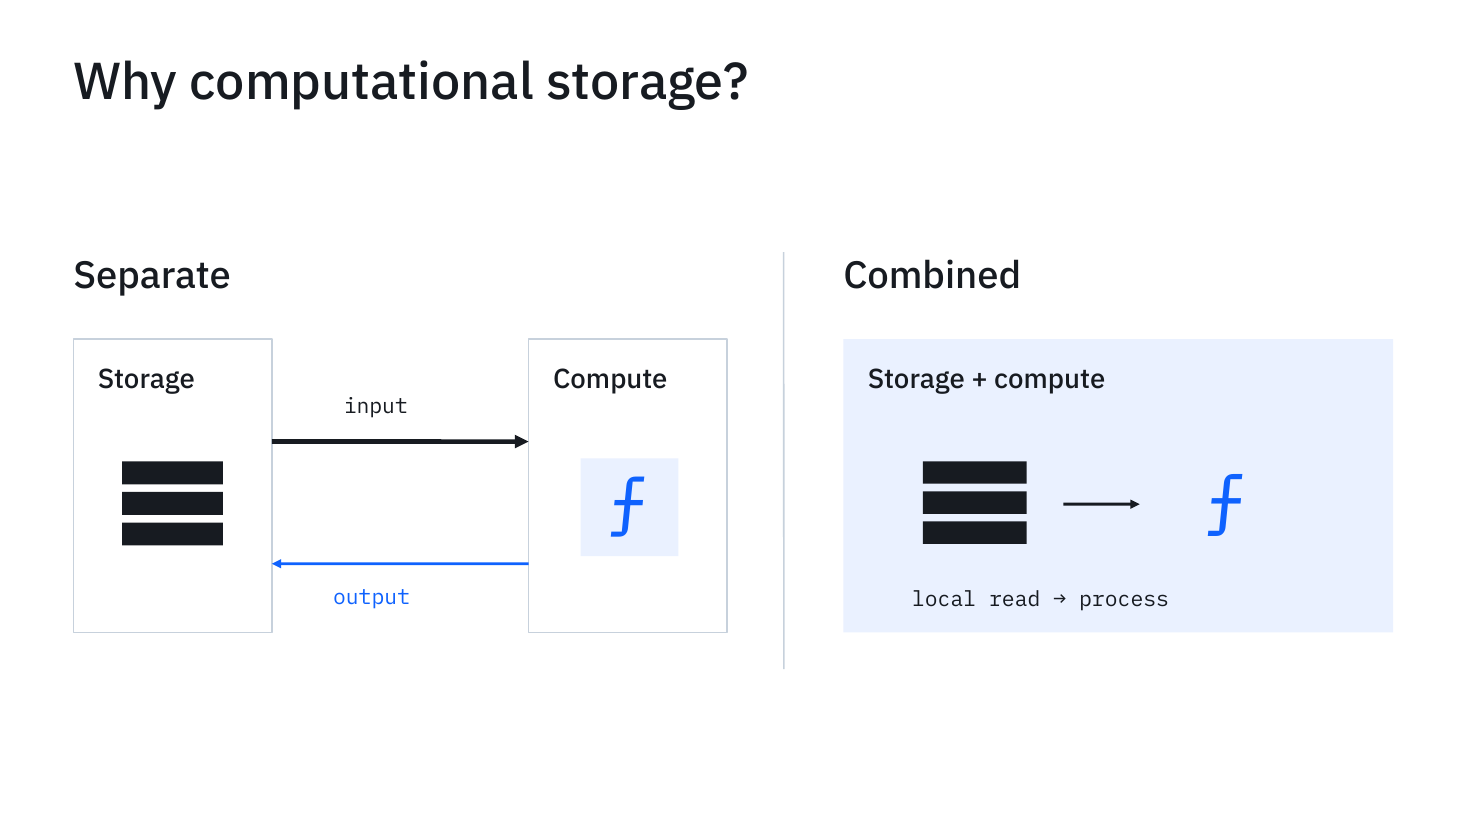 Why computational storage?
Separate
Storage
input
output
Compute
ƒ
Combined
Storage + compute
ƒ
local read → process